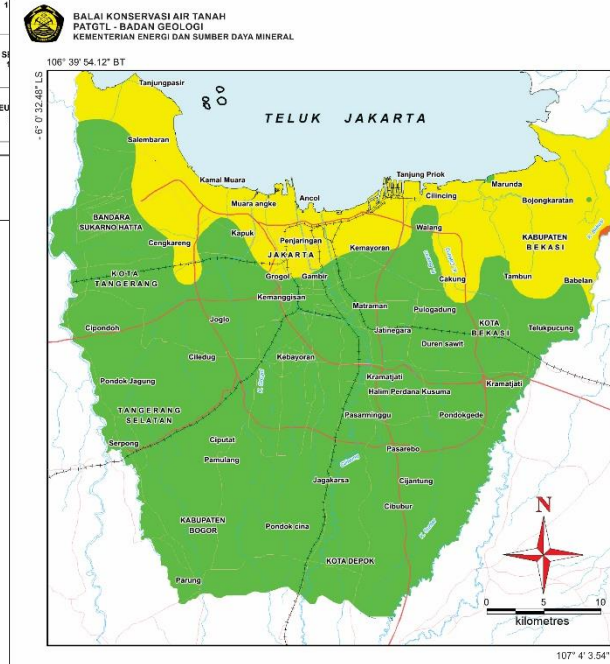 BALAI KONSERVASI AIR TANAH
PATGTL - BADAN GEOLOGI
KEMENTERIAN ENERGI DAN SUMBER DAYA MINERAL
106° 39' 54.12" BT
- 6° 0' 32.48" LS
Tanjungpasir
TELUK JAKARTA
Salembaran
Kamal Muara
Tanjung Priok
Marunda
Muara angke
Ancol
Cilincing
Bojongkaratan
BANDARA
SUKARNO HATTA
Kapuk
Penjaringan
Walang
Cengkareng
JAKARTA
Kemayoran
KABUPATEN
BEKASI
KOTA
TANGERANG
Grogol
Gambir
Cakung
Tambun
Babelan
Kemanggisan
Matraman
Pulogadung
Cipondoh
Joglo
Jatinegara
KOTA
BEKASI
Telukpucung
Duren sawit
Ciledug
Kebayoran
Pondok Jagung
Kramatjati
Kramatjati
Halim Perdana Kusuma
TANGERANG
SELATAN
Pasarminggu
Pondokgede
Serpong
Ciputat
Pasarebo
Pamulang
Jagakarsa
Cijantung
Cibubur
KABUPATEN
BOGOR
Pondok cina
N
KOTA DEPOK
Parung
0 5 10
kilometres
107° 4' 3.54"